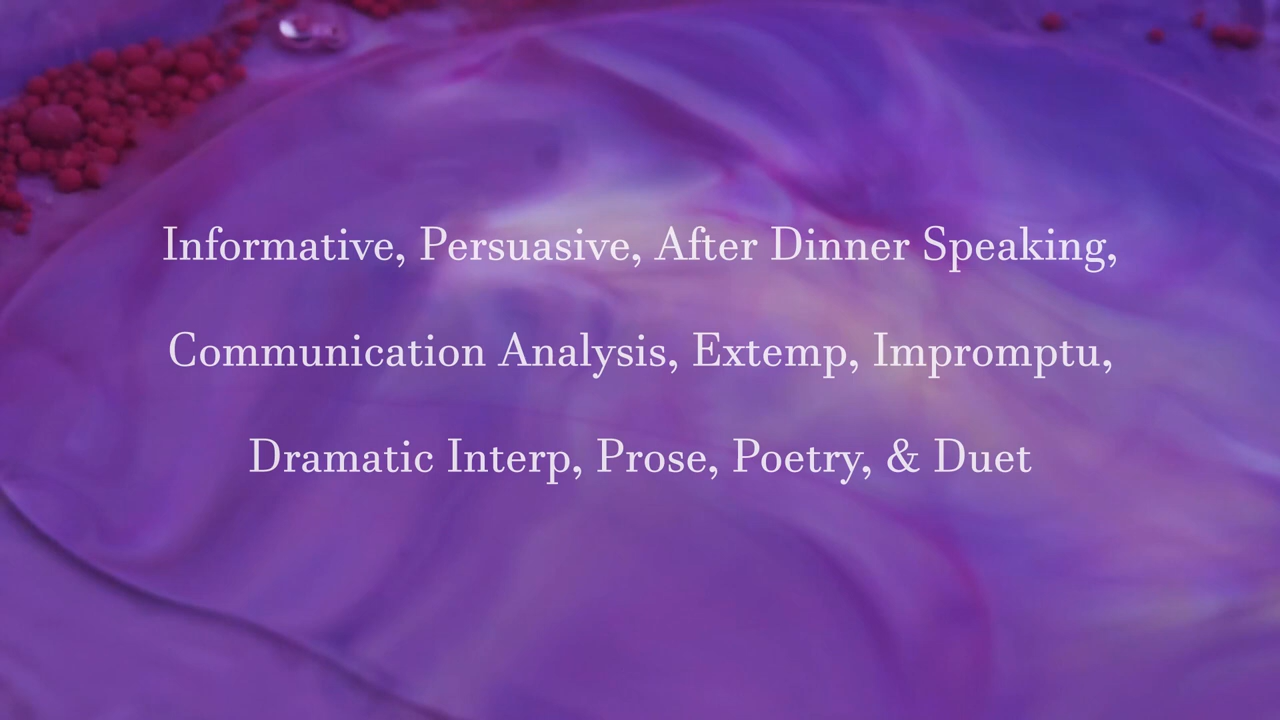 Informative, Persuasive, After Dinner Speaking,
Communication Analysis, Extemp, Impromptu,
Dramatic Interp, Prose, Poetry, & Duet